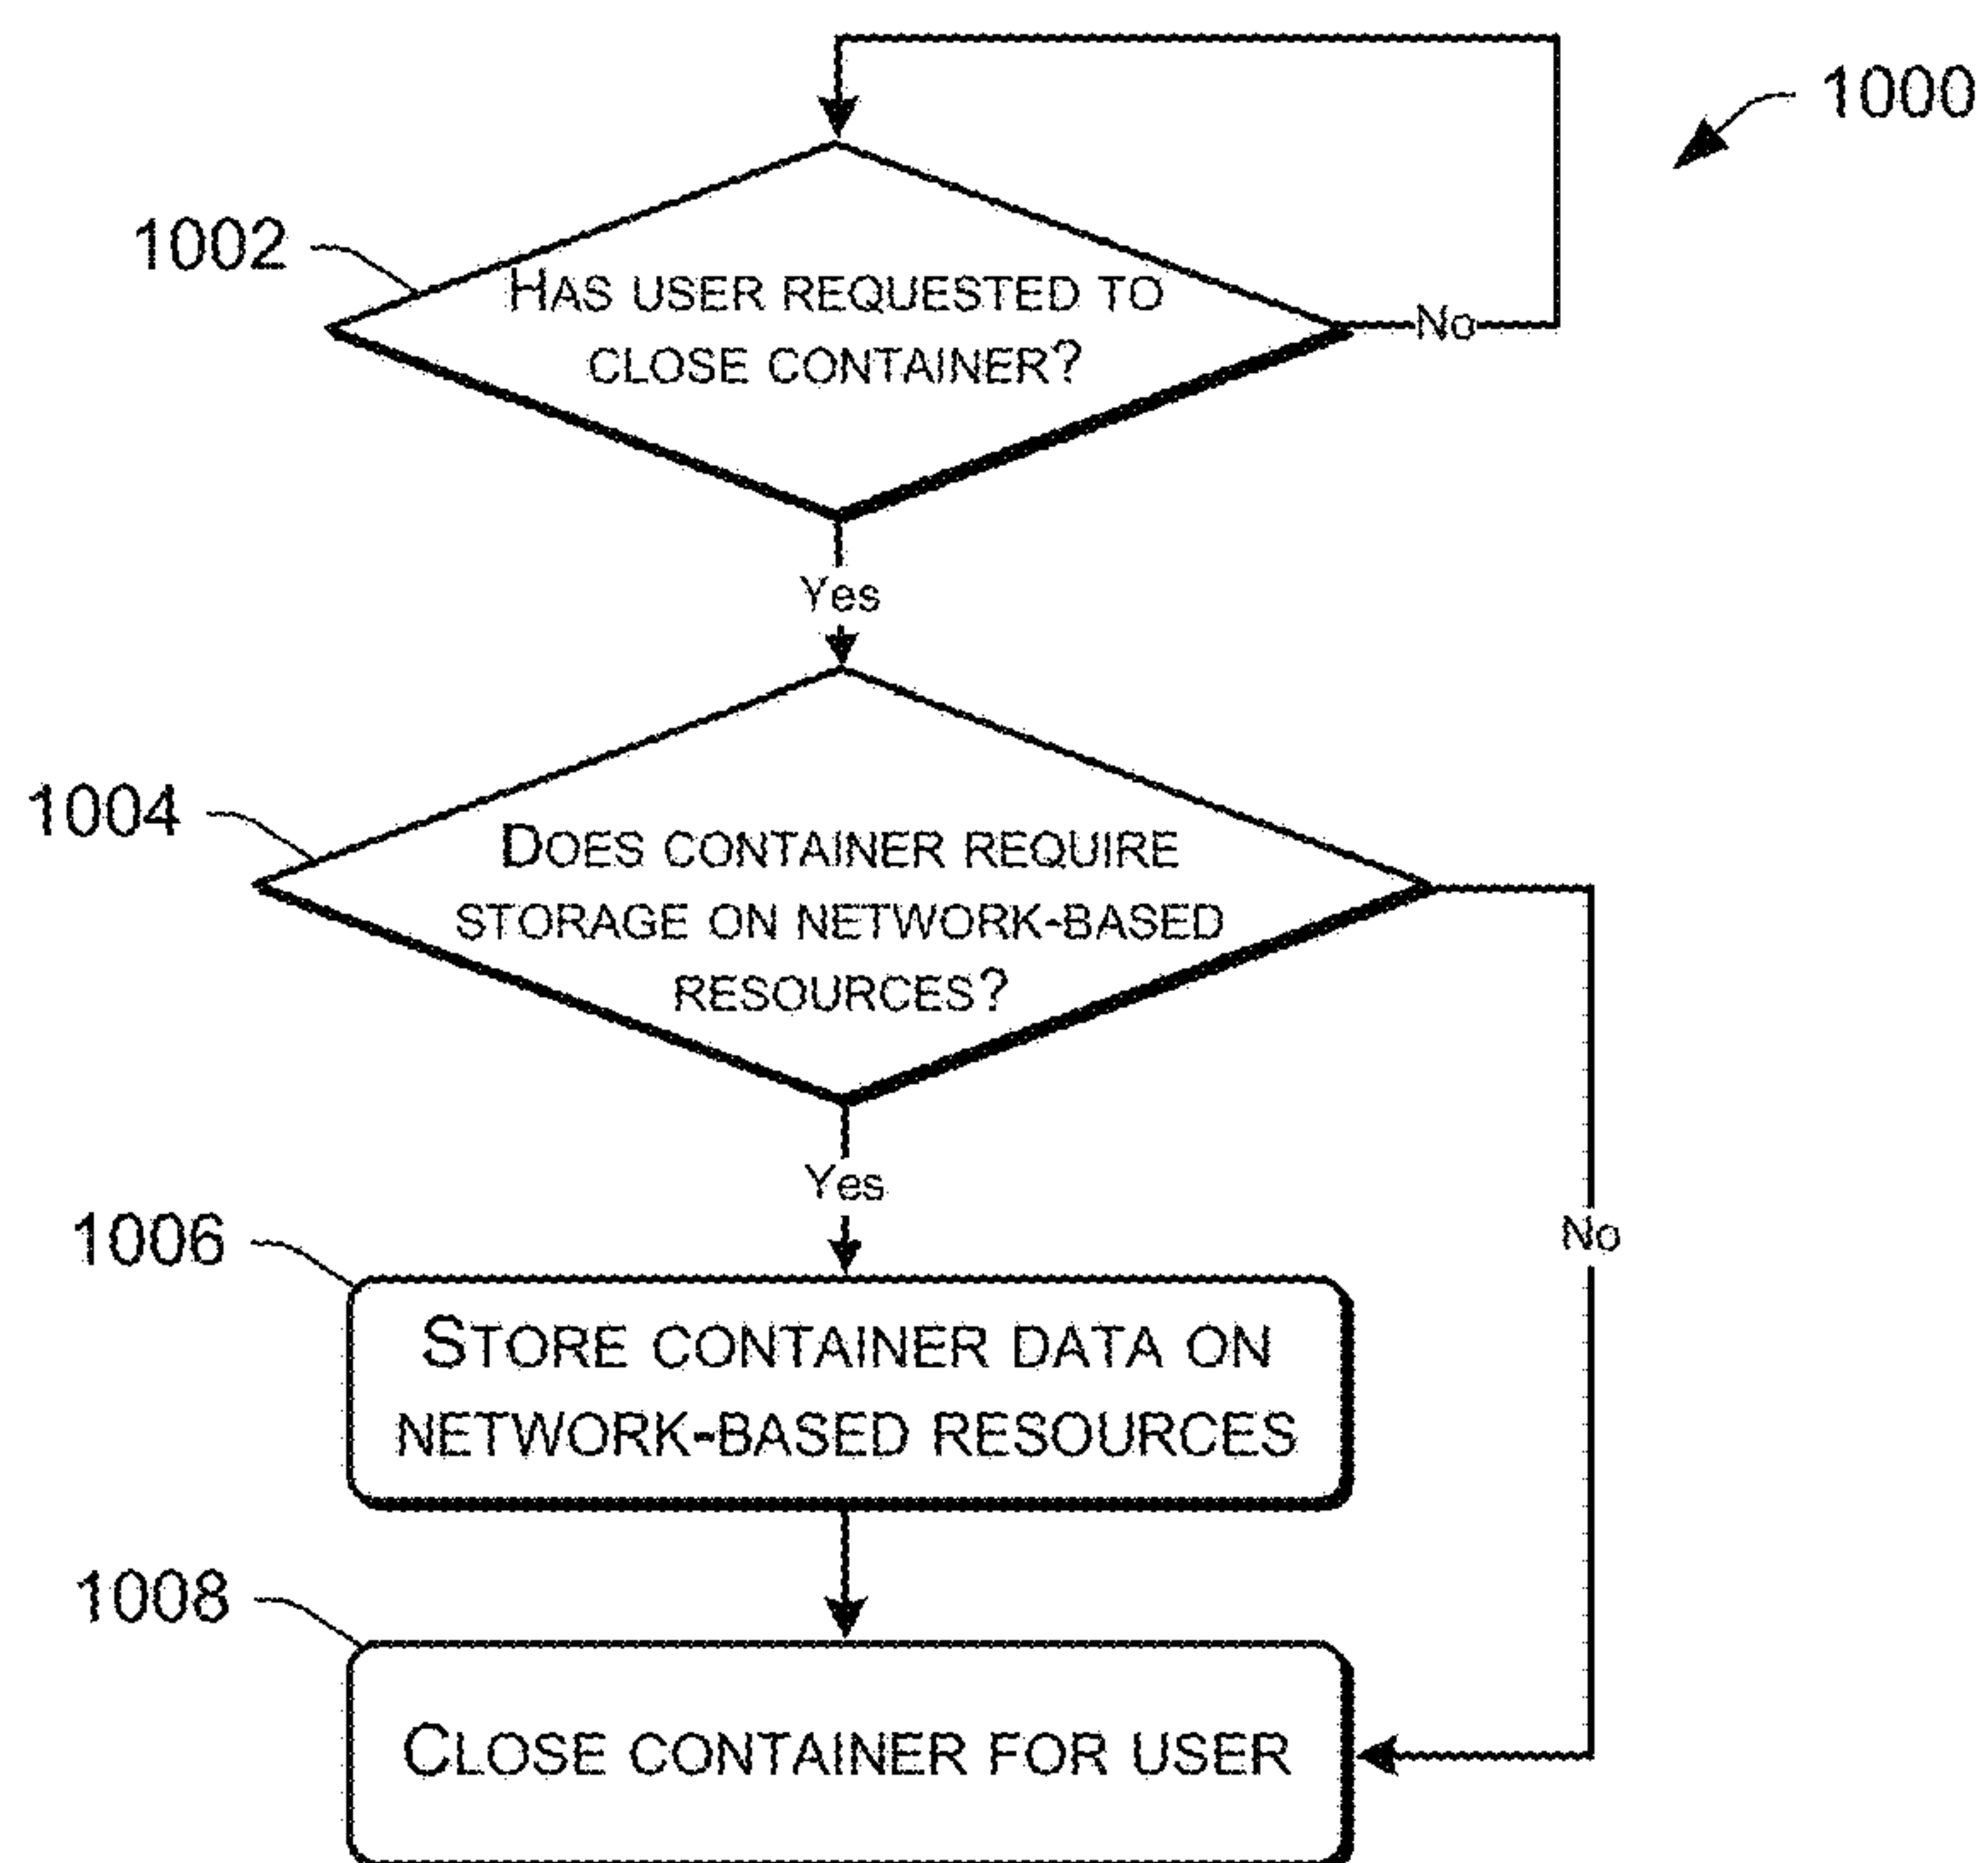 1000
1002
HAS USER REQUESTED TO
CLOSE CONTAINER?
No
Yes
1004
DOES CONTAINER REQUIRE
STORAGE ON NETWORK-BASED
RESOURCES?
Yes
No
1006
STORE CONTAINER DATA ON
NETWORK-BASED RESOURCES
1008
CLOSE CONTAINER FOR USER